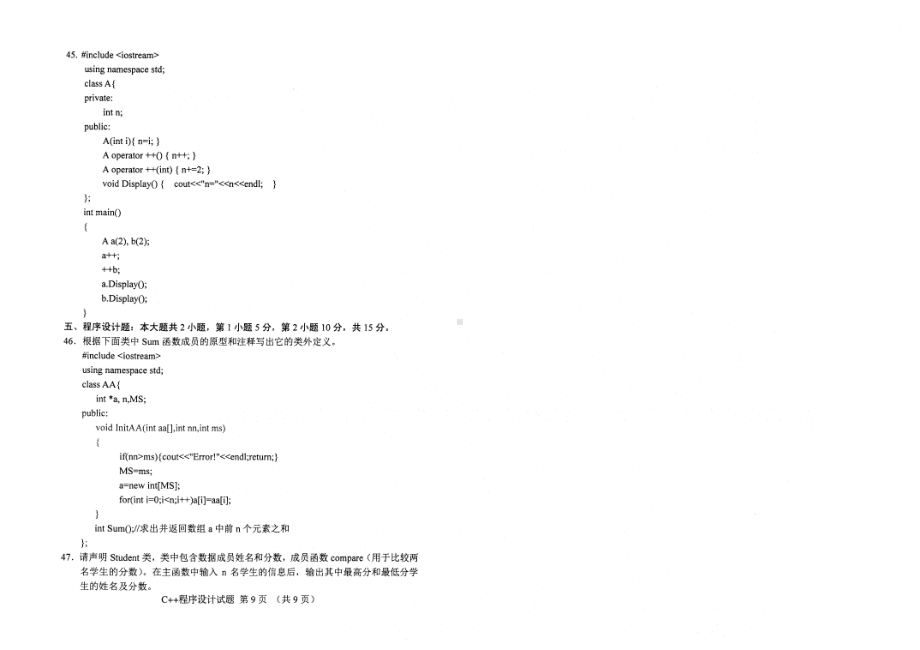 45. #include <iostream>
using namespace std;
class A{
private:
int n;
public:
A(int i){ n=i; }
A operator ++() { n++; }
A operator ++(int) { n+=2; }
void Display() { cout<<"n="<<n<<endl; }
};
int main()
{
A a(2), b(2);
a++;
++b;
a.Display();
b.Display();
}
五、程序设计题：本大题共 2 小题，第 1 小题 5 分，第 2 小题 10 分，共 15 分。
46．根据下面类中 Sum 函数成员的原型和注释写出它的类外定义。
#include <iostream>
using namespace std;
class AA{
int *a, n,MS;
public:
void InitAA(int aa[],int nn,int ms)
{
if(nn>ms){cout<<"Error!"<<endl;return;}
MS=ms;
a=new int[MS];
for(int i=0;i<n;i++)a[i]=aa[i];
}
int Sum();//求出并返回数组 a 中前 n 个元素之和
};
47．请声明 Student 类，类中包含数据成员姓名和分数，成员函数 compare（用于比较两
名学生的分数）。在主函数中输入 n 名学生的信息后，输出其中最高分和最低分学
生的姓名及分数。
C++程序设计试题 第 9 页 （共 9 页）